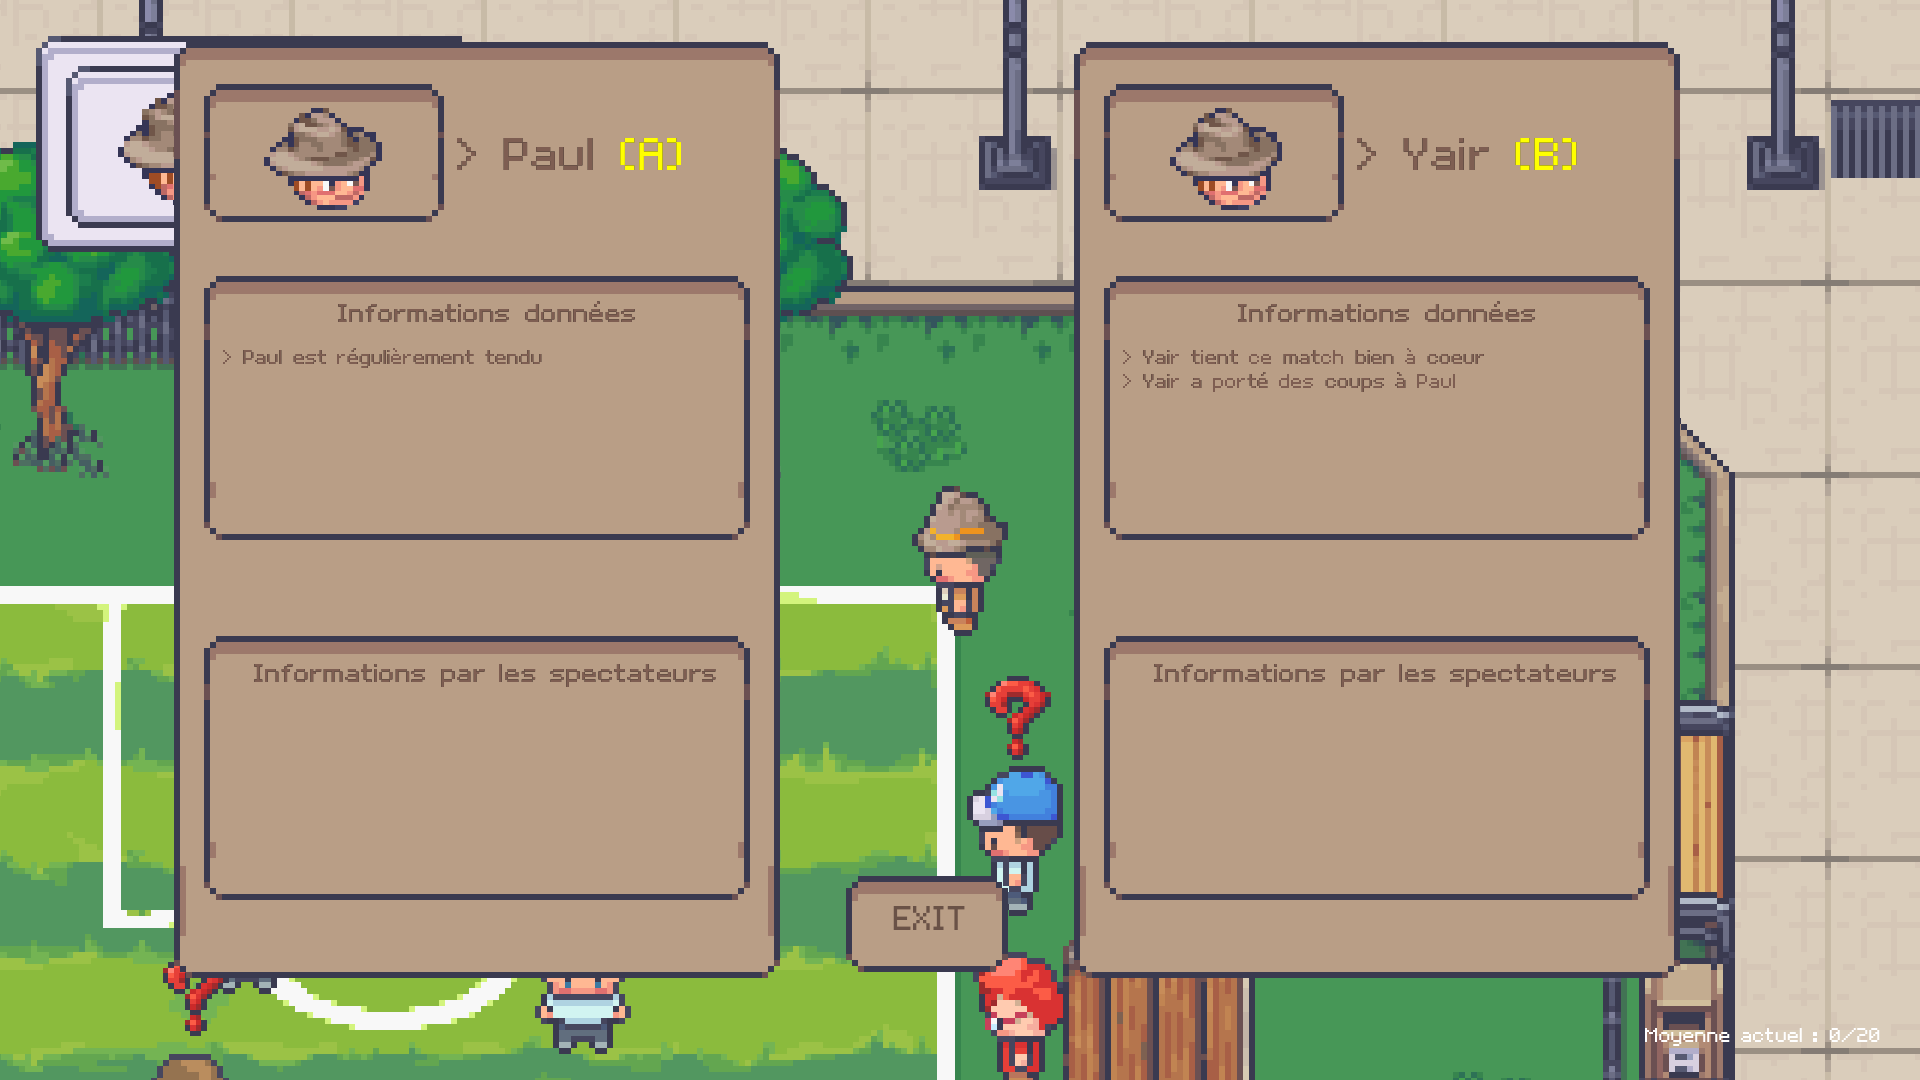 > Paul (A)
Informations données
> Paul est régulièrement tendu
Informations par les spectateurs
> Yair (B)
Informations données
> Yair tient ce match bien à coeur
> Yair a porté des coups à Paul
Informations par les spectateurs
EXIT
Moyenne actuel : 0/20